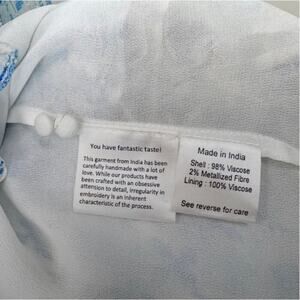 You have fantastic taste!
This garment from India has been
carefully handmade with a lot of
love. While our products have
been crafted with an obsessive
attention to detail, irregularity in
embroidery is an inherent
characteristic of the process.
Made in India
Shell : 98% Viscose
2% Metallized Fibre
Lining : 100% Viscose
See reverse for care